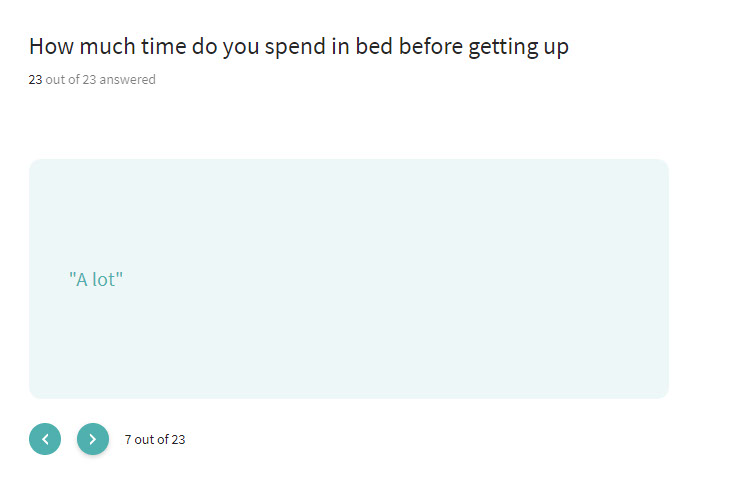 How much time do you spend in bed before getting up
23 out of 23 answered
"A lot"
7 out of 23